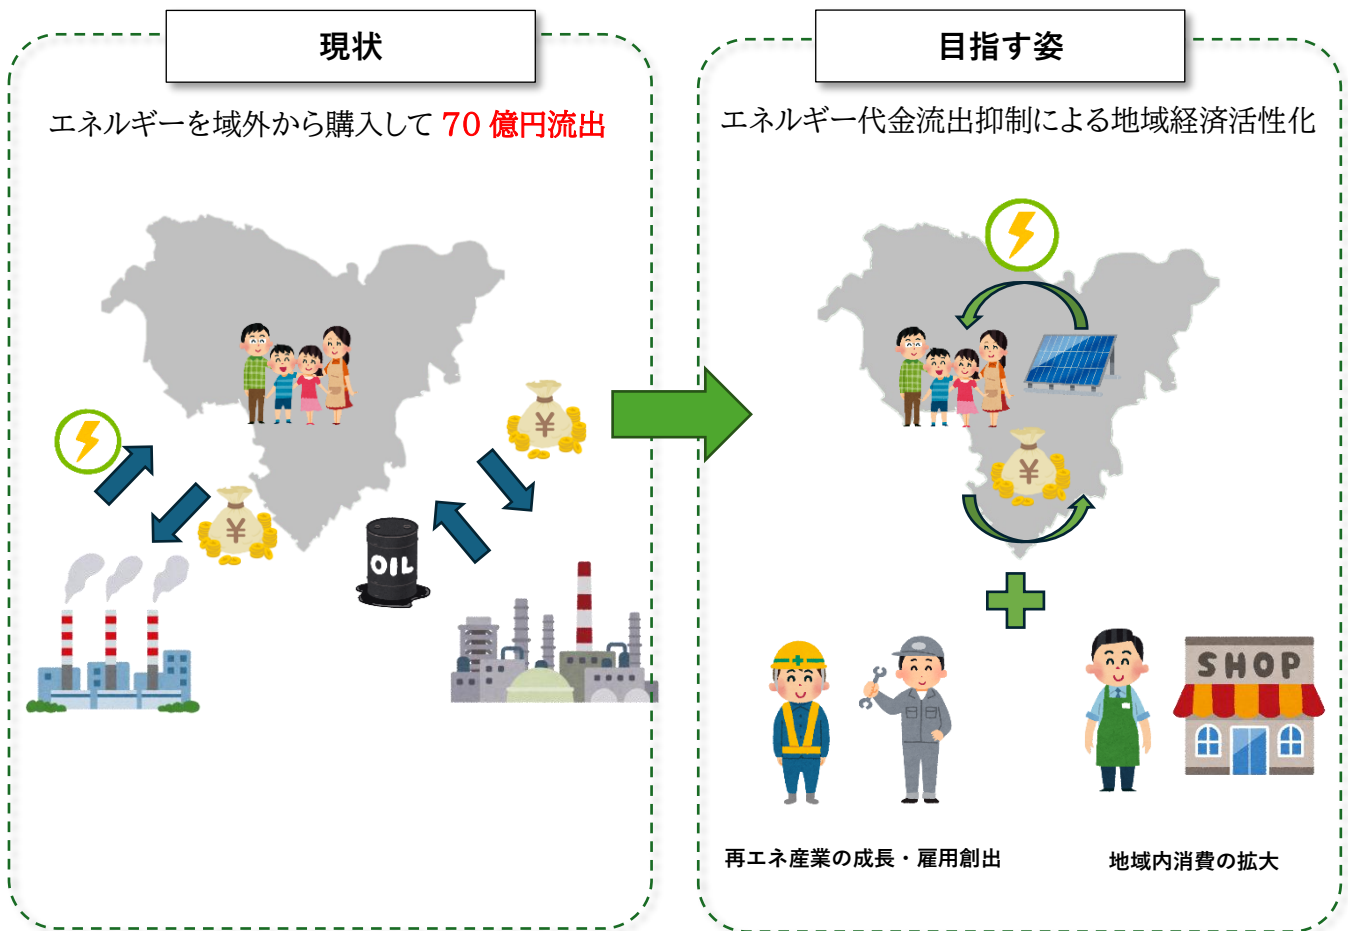 現状
エネルギーを域外から購入して 70 億円流出
¥
¥
OIL
目指す姿
エネルギー代金流出抑制による地域経済活性化
¥
SHOP
再エネ産業の成長・雇用創出
地域内消費の拡大